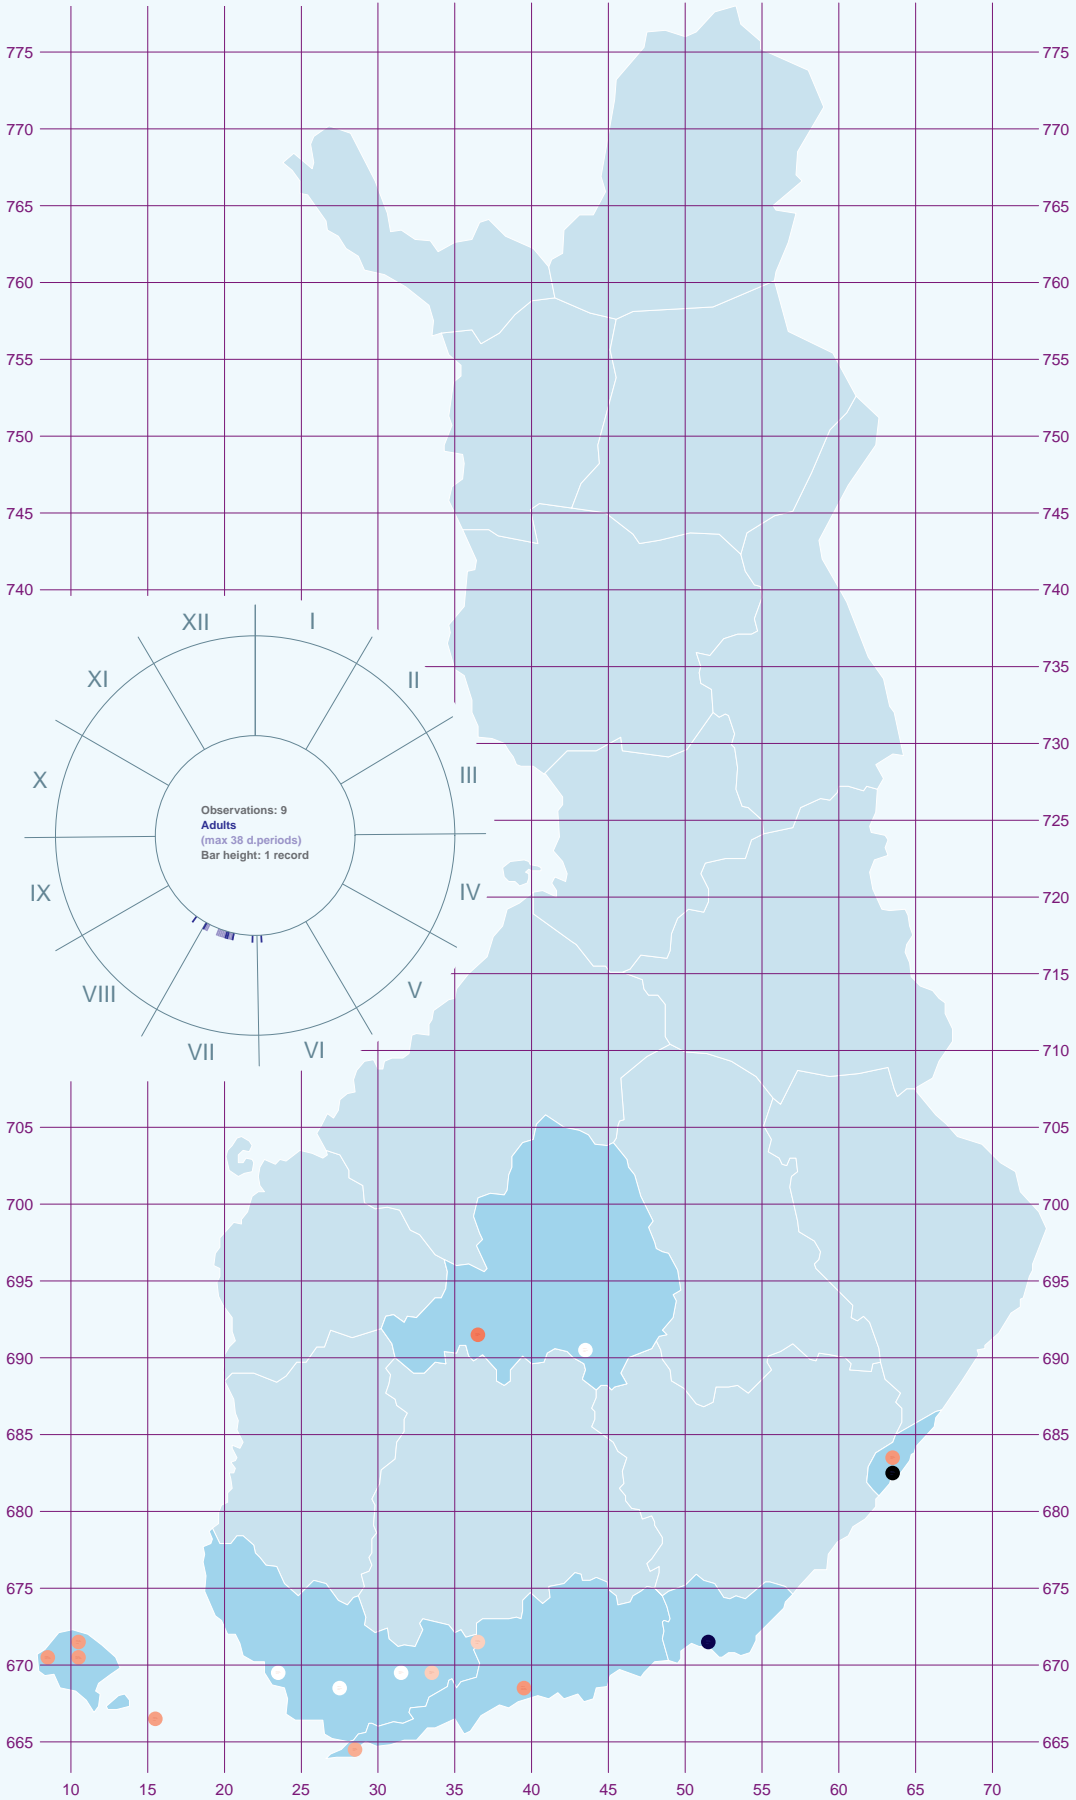 775 775
770 770
765 765
760 760
755 755
750 750
745 745
740 740
XII I
735
XI II
730
X III
Observations: 9
Adults
(max 38 d.periods)
Bar height: 1 record
725
IX IV
720
715
VIII V
VII VI
710
705 705
700 700
695 695
690 690
685 685
680 680
675 675
670 670
665 665
10 15 20 25 30 35 40 45 50 55 60 65 70